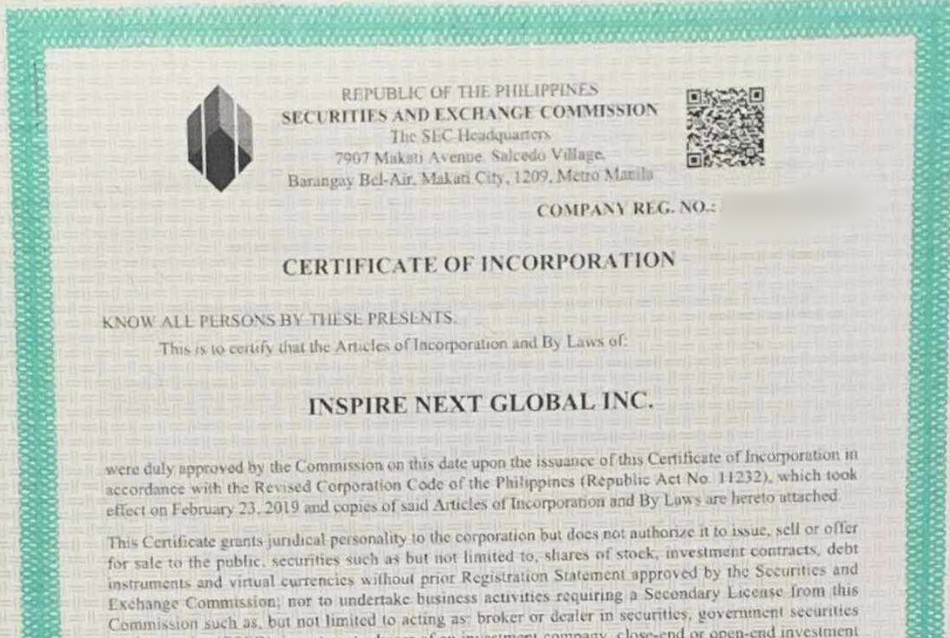 REPUBLIC OF THE PHILIPPINES
SECURITIES AND EXCHANGE COMMISSION
The SEC Headquarters
7907 Makati Avenue, Salcedo Village,
Barangay Bel-Air, Makati City, 1209, Metro Manila
COMPANY REG. NO.:
CERTIFICATE OF INCORPORATION
KNOW ALL PERSONS BY THESE PRESENTS.
This is to certify that the Articles of Incorporation and By Laws of:
INSPIRE NEXT GLOBAL INC.
were duly approved by the Commission on this date upon the issuance of this Certificate of Incorporation in
accordance with the Revised Corporation Code of the Philippines (Republic Act No. 11232), which took
effect on February 23, 2019 and copies of said Articles of Incorporation and By Laws are hereto attached.
This Certificate grants juridical personality to the corporation but does not authorize it to issue, sell or offer
for sale to the public, securities such as but not limited to, shares of stock, investment contracts, debt
instruments and virtual currencies without prior Registration Statement approved by the Securities and
Exchange Commission; nor to undertake business activities requiring a Secondary License from this
Commission such as, but not limited to acting as: broker or dealer in securities, government securities
of an investment company, close-end or open-end investment